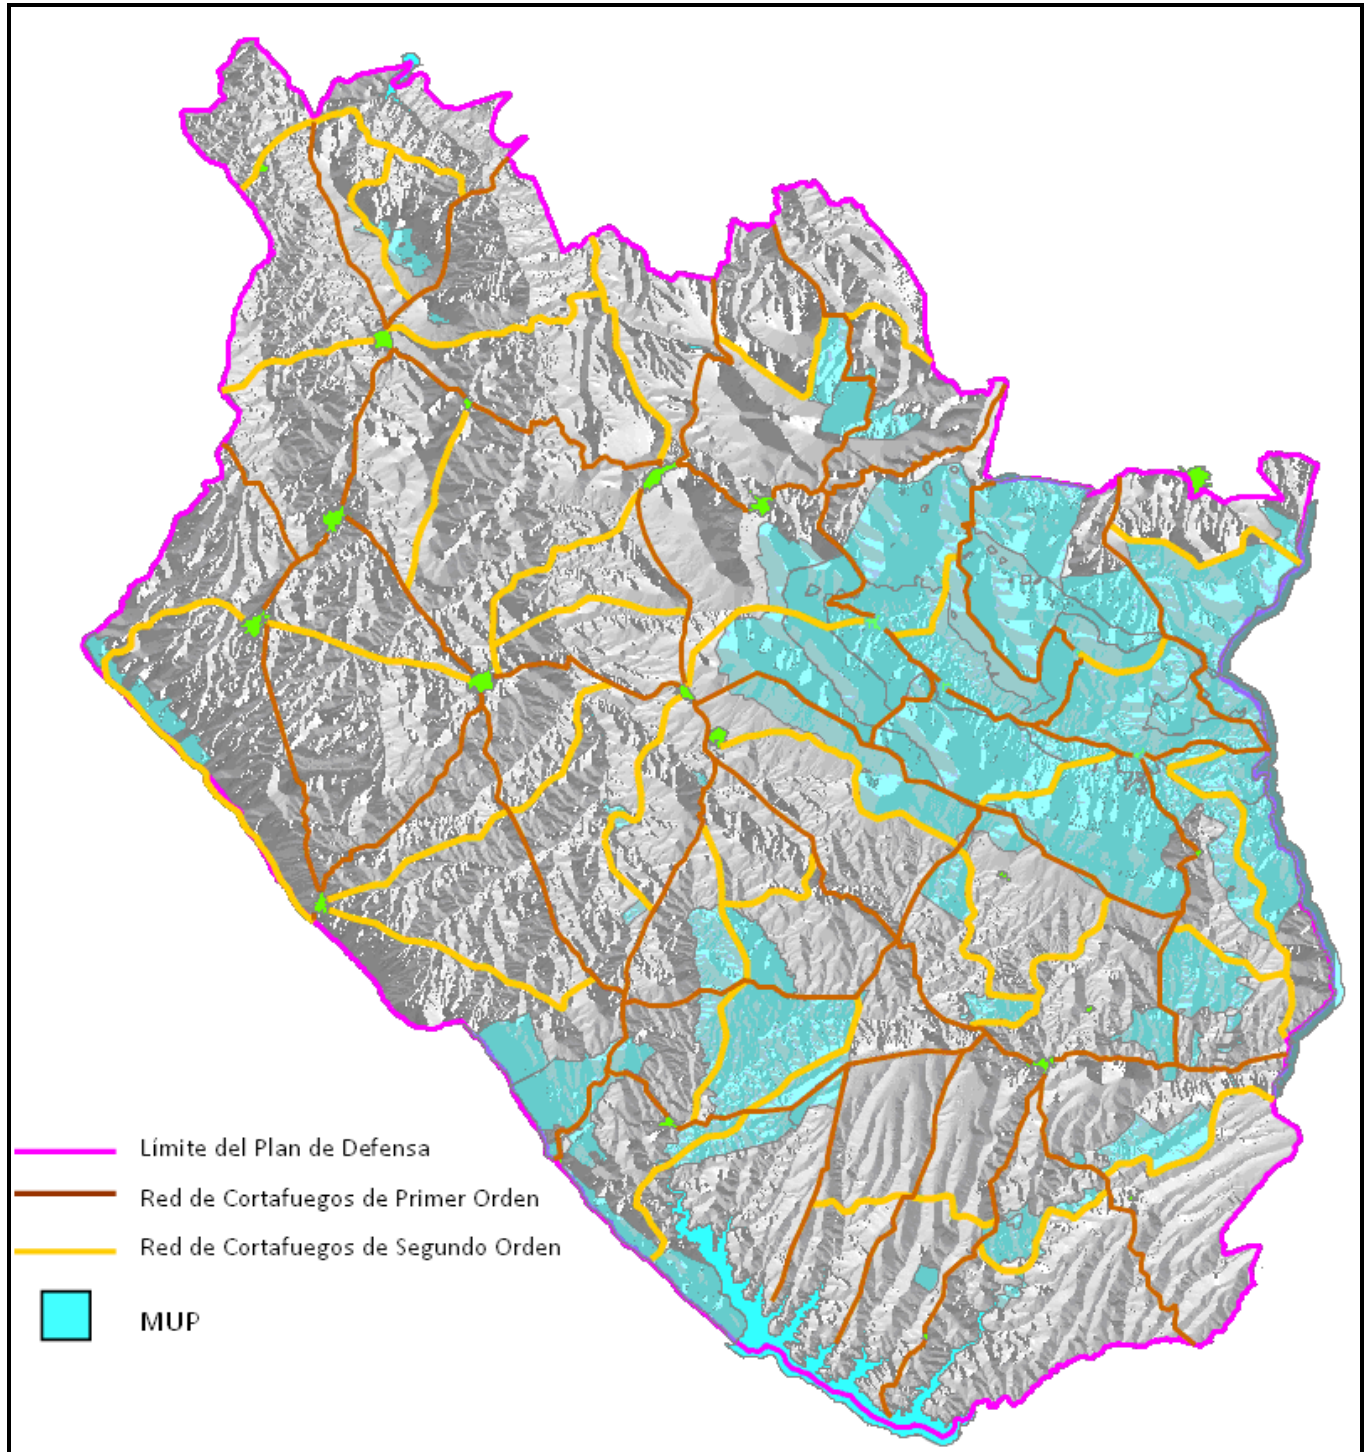 Límite del Plan de Defensa
Red de Cortafuegos de Primer Orden
Red de Cortafuegos de Segundo Orden
MUP